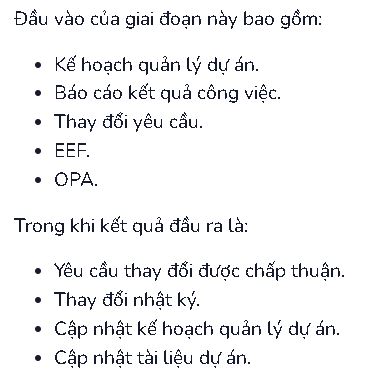 Đầu vào của giai đoạn này bao gồm:
• Kế hoạch quản lý dự án.
• Báo cáo kết quả công việc.
• Thay đổi yêu cầu.
• EEF.
• OPA.
Trong khi kết quả đầu ra là:
• Yêu cầu thay đổi được chấp thuận.
• Thay đổi nhật ký.
• Cập nhật kế hoạch quản lý dự án.
• Cập nhật tài liệu dự án.